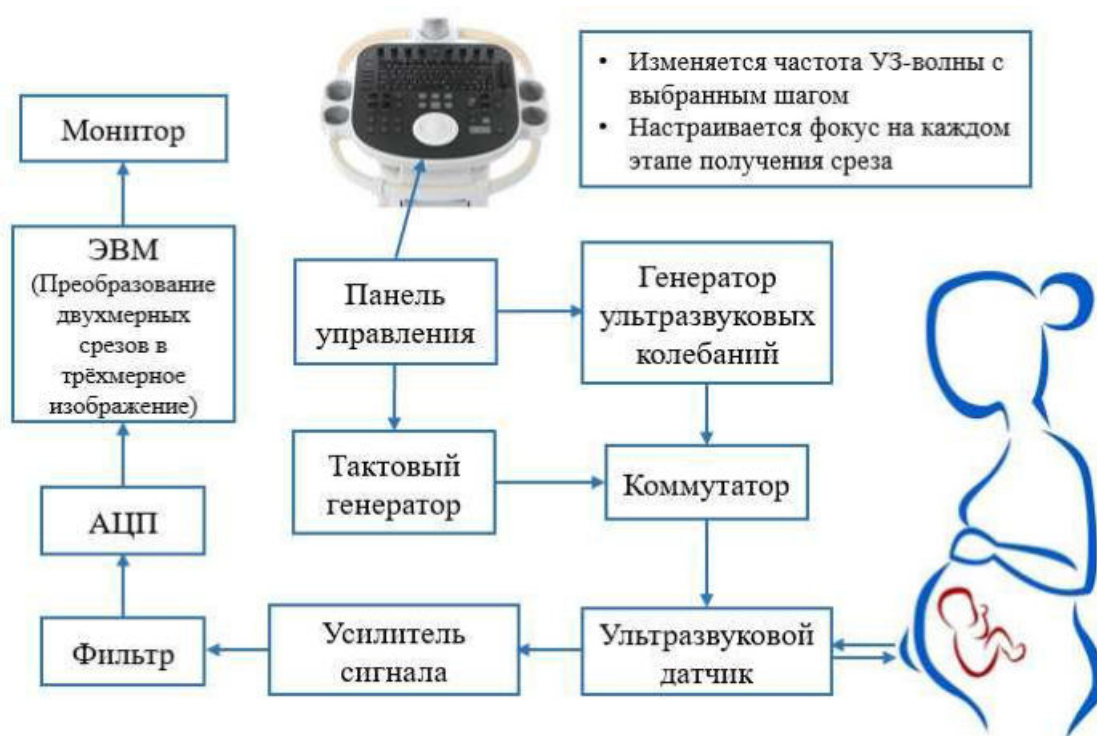 • Изменяется частота УЗ-волны с
выбранным шагом
• Настраивается фокус на каждом
этапе получения среза
Монитор
ЭВМ
(Преобразование
двухмерных
срезов в
трёхмерное
изображение)
Панель
управления
Генератор
ультразвуковых
колебаний
Тактовый
генератор
Коммутатор
АЦП
Фильтр
Усилитель
сигнала
Ультразвуковой
датчик